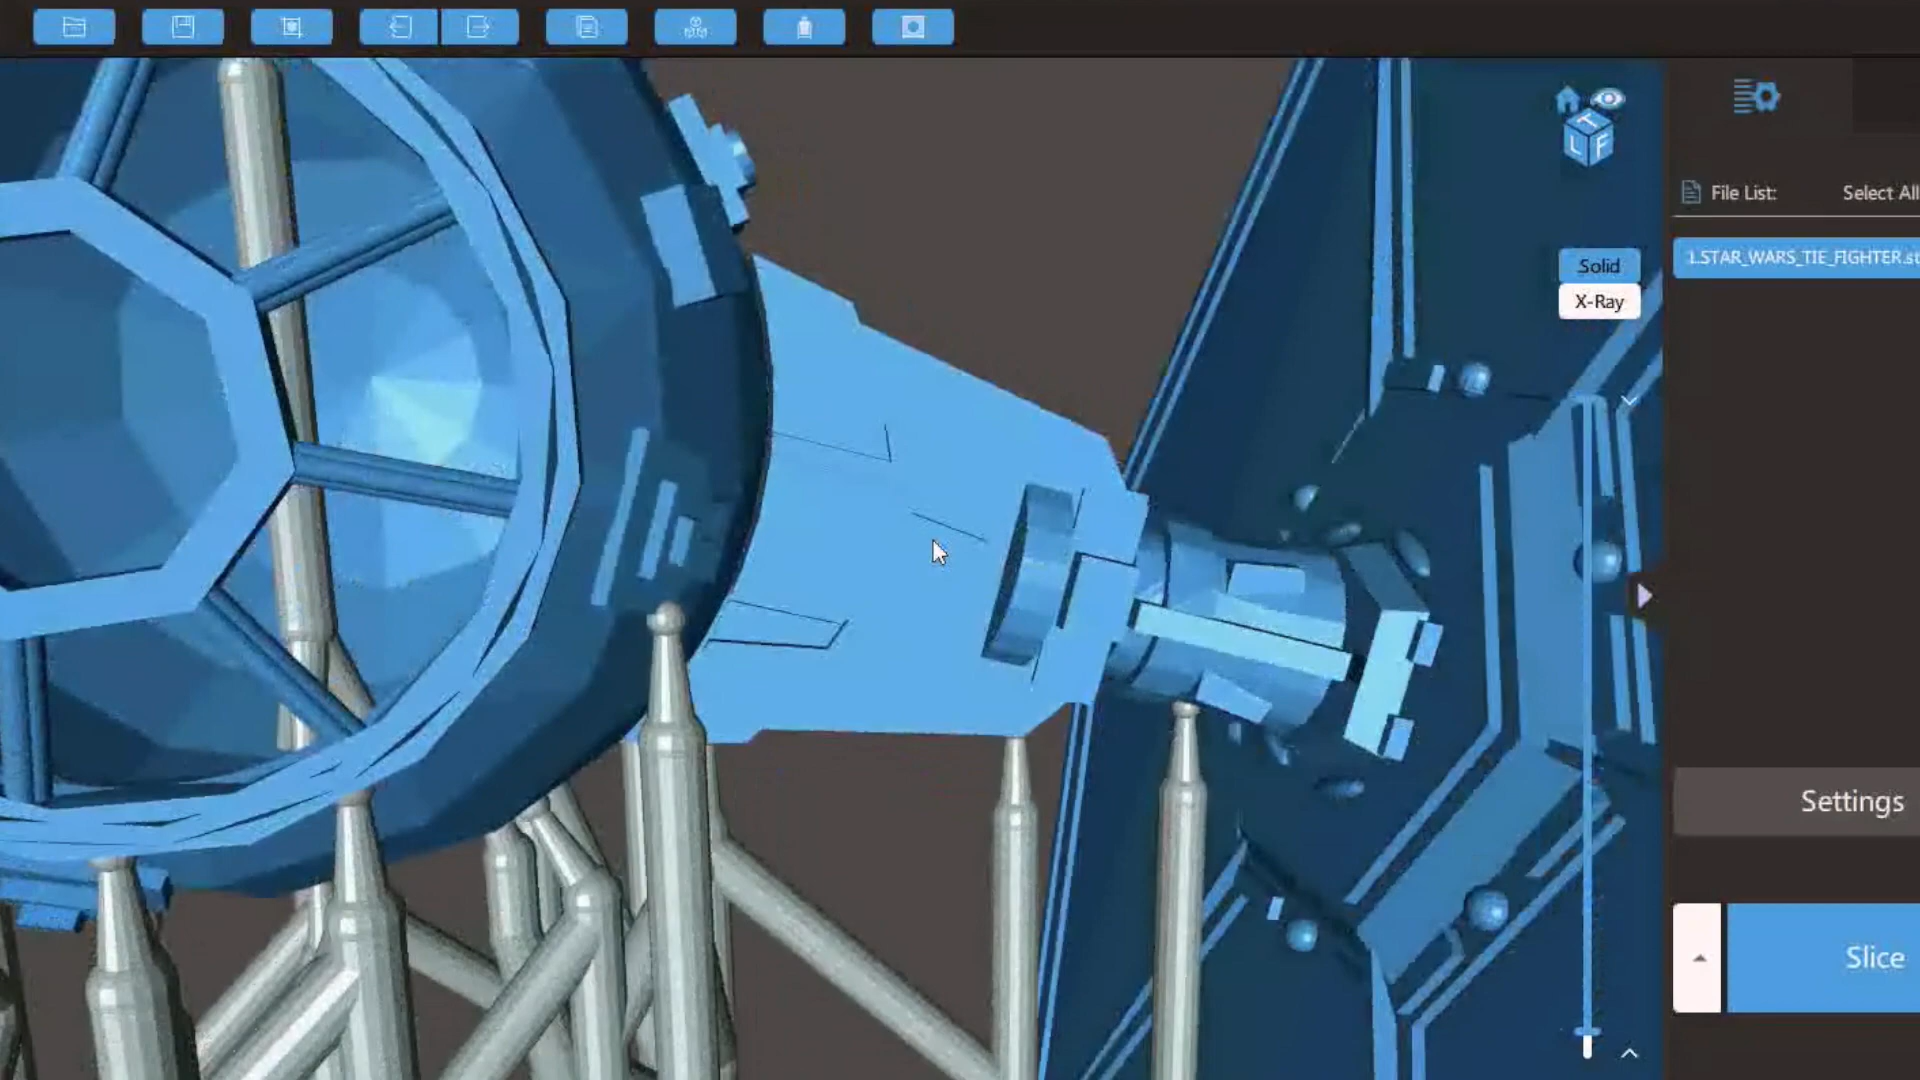 T
L F
File List: Select All
1.STAR_WARS_TIE_FIGHTER.st
Solid
X-Ray
Settings
Slice